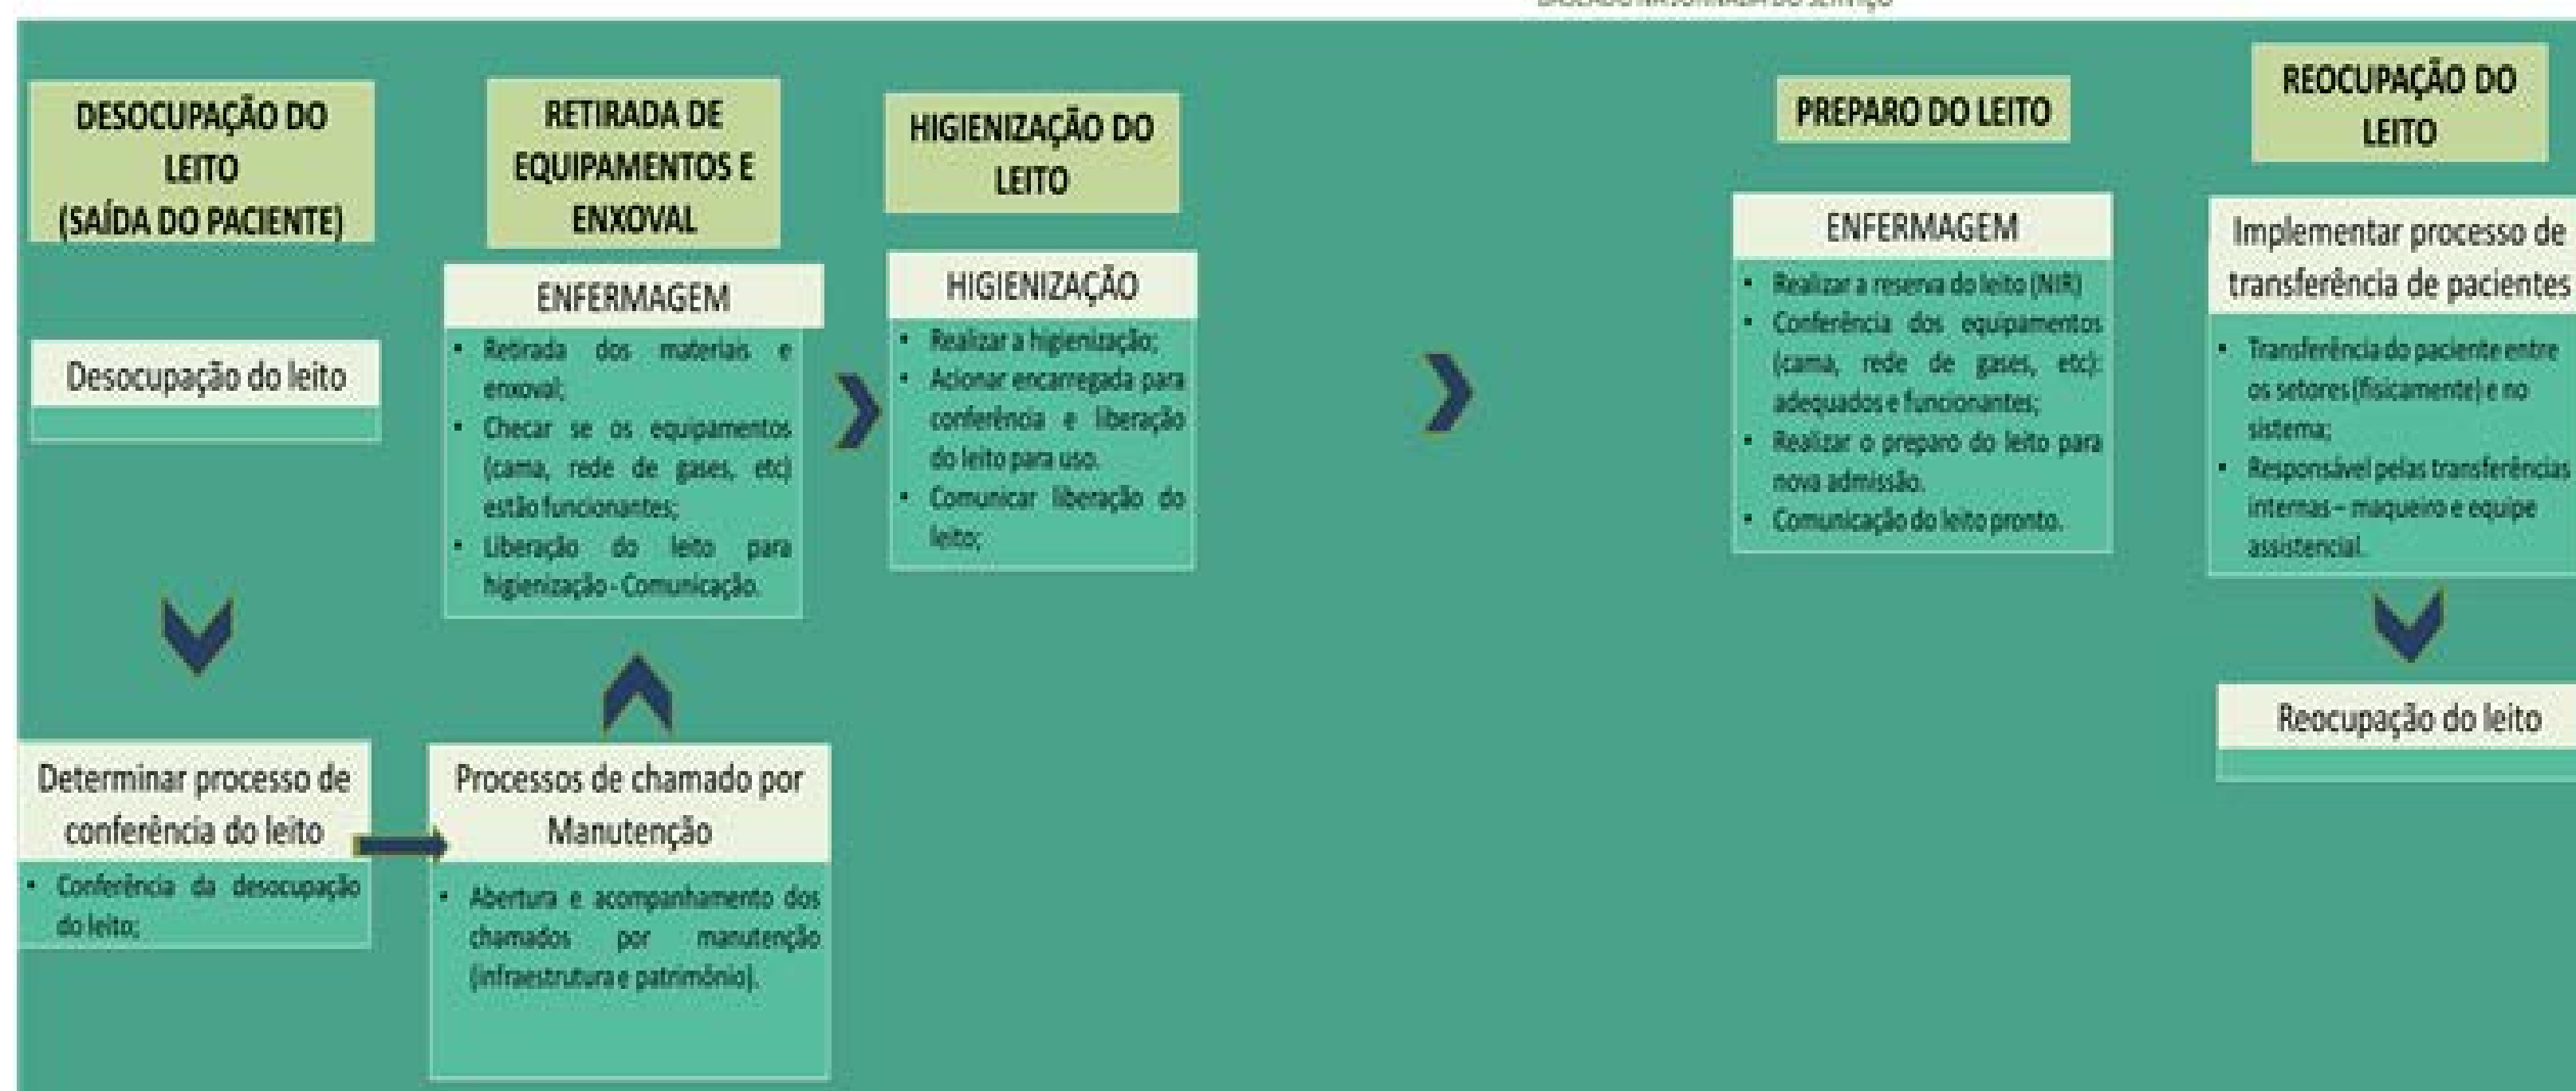 DESOCUPAÇÃO DO
LEITO
(SAÍDA DO PACIENTE)
Desocupação do leito
Determinar processo de
conferência do leito
• Conferência da desocupação
do leito;
RETIRADA DE
EQUIPAMENTOS E
ENXOVAL
ENFERMAGEM
• Retirada dos materiais e
enxoval;
• Checar se os equipamentos
(cama, rede de gases, etc)
estão funcionantes;
• Liberação do leito para
higienização - Comunicação.
Processos de chamado por
Manutenção
• Abertura e acompanhamento dos
chamados por manutenção
(infraestrutura e patrimônio).
HIGIENIZAÇÃO DO
LEITO
HIGIENIZAÇÃO
• Realizar a higienização;
• Acionar encarregada para
conferência e liberação
do leito para uso.
• Comunicar liberação do
leito;
PREPARO DO LEITO
ENFERMAGEM
• Realizar a reserva do leito (NIR)
• Conferência dos equipamentos
(cama, rede de gases, etc):
adequados e funcionantes;
• Realizar o preparo do leito para
nova admissão.
• Comunicação do leito pronto.
REOCUPAÇÃO DO
LEITO
Implementar processo de
transferência de pacientes
• Transferência do paciente entre
os setores (fisicamente) e no
sistema;
• Responsável pelas transferências
internas – maqueiro e equipe
assistencial.
Reocupação do leito